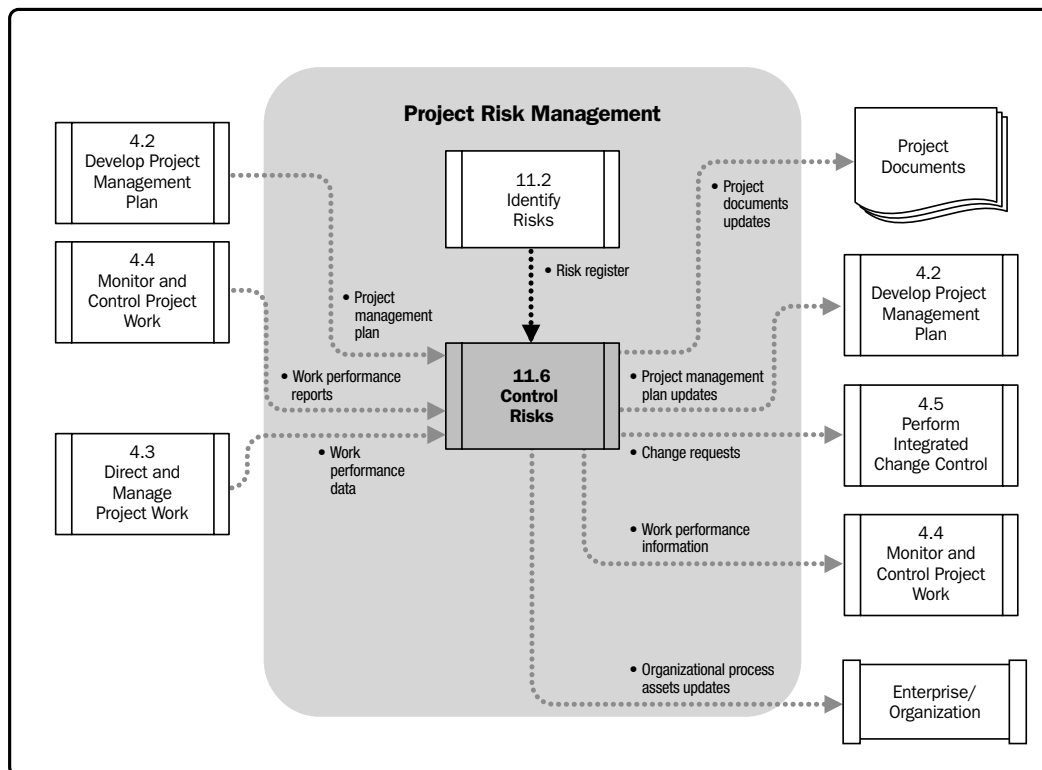 Project Risk Management
4.2
Develop Project
Management
Plan
4.4
Monitor and
Control Project
Work
4.3
Direct and
Manage
Project Work
11.2
Identify
Risks
• Risk register
• Project
management
plan
• Work performance
reports
• Work
performance
data
11.6
Control
Risks
• Project
documents
updates
• Project management
plan updates
• Change requests
• Work performance
information
• Organizational process
assets updates
Project
Documents
4.2
Develop Project
Management
Plan
4.5
Perform
Integrated
Change Control
4.4
Monitor and
Control Project
Work
Enterprise/
Organization